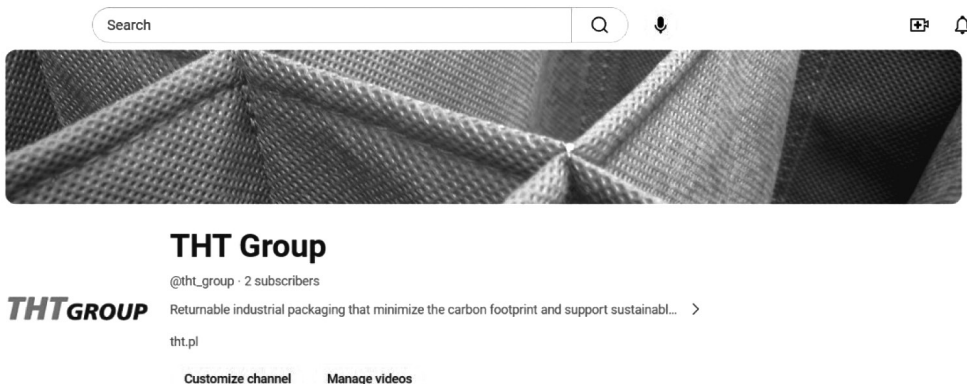 Search
THT Group
@tht_group · 2 subscribers
THTGROUP
Returnable industrial packaging that minimize the carbon footprint and support sustainabl...
tht.pl
Customize channel Manage videos